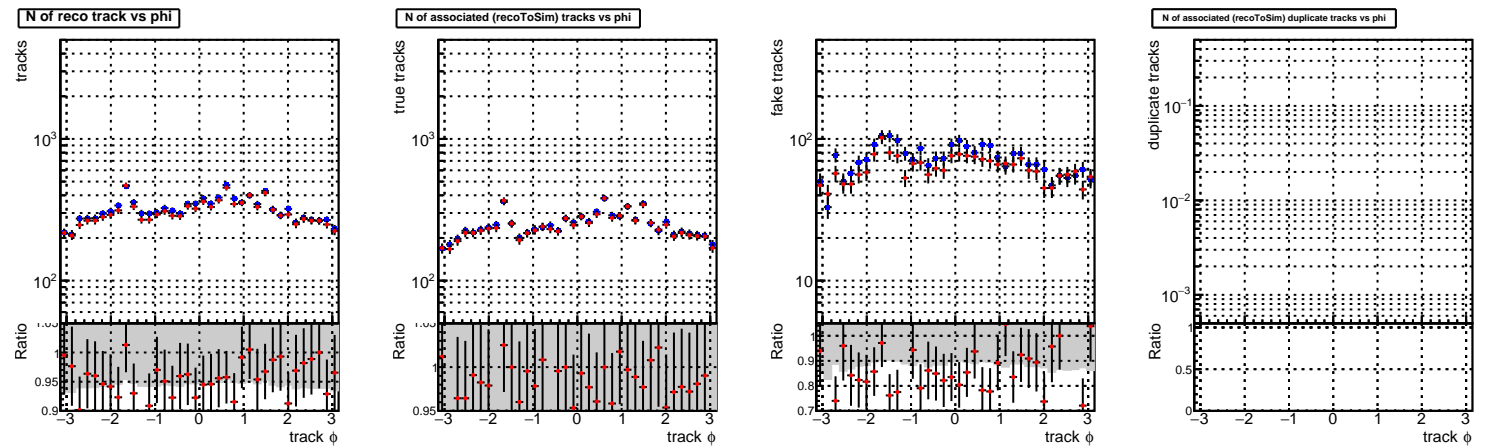 N of reco track vs phi
tracks
10³
10²
Ratio
1.05
1
0.95
0.9
−3 −2 −1 0 1 2 3
track ϕ
N of associated (recoToSim) tracks vs phi
true tracks
10³
10²
Ratio
1
0.95
−3 −2 −1 0 1 2 3
track ϕ
fake tracks
10²
10
Ratio
1
0.9
0.8
0.7
−3 −2 −1 0 1 2 3
track ϕ
N of associated (recoToSim) duplicate tracks vs phi
duplicate tracks
10⁻¹
10⁻²
10⁻³
Ratio
1
0.5
0
−3 −2 −1 0 1 2 3
track ϕ